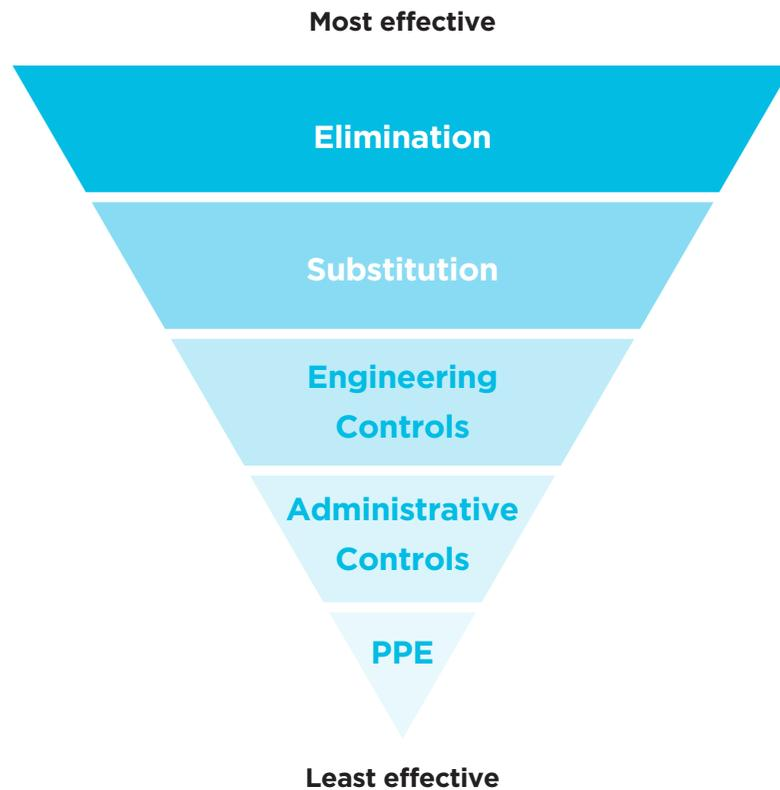 Most effective
Elimination
Substitution
Engineering
Controls
Administrative
Controls
PPE
Least effective